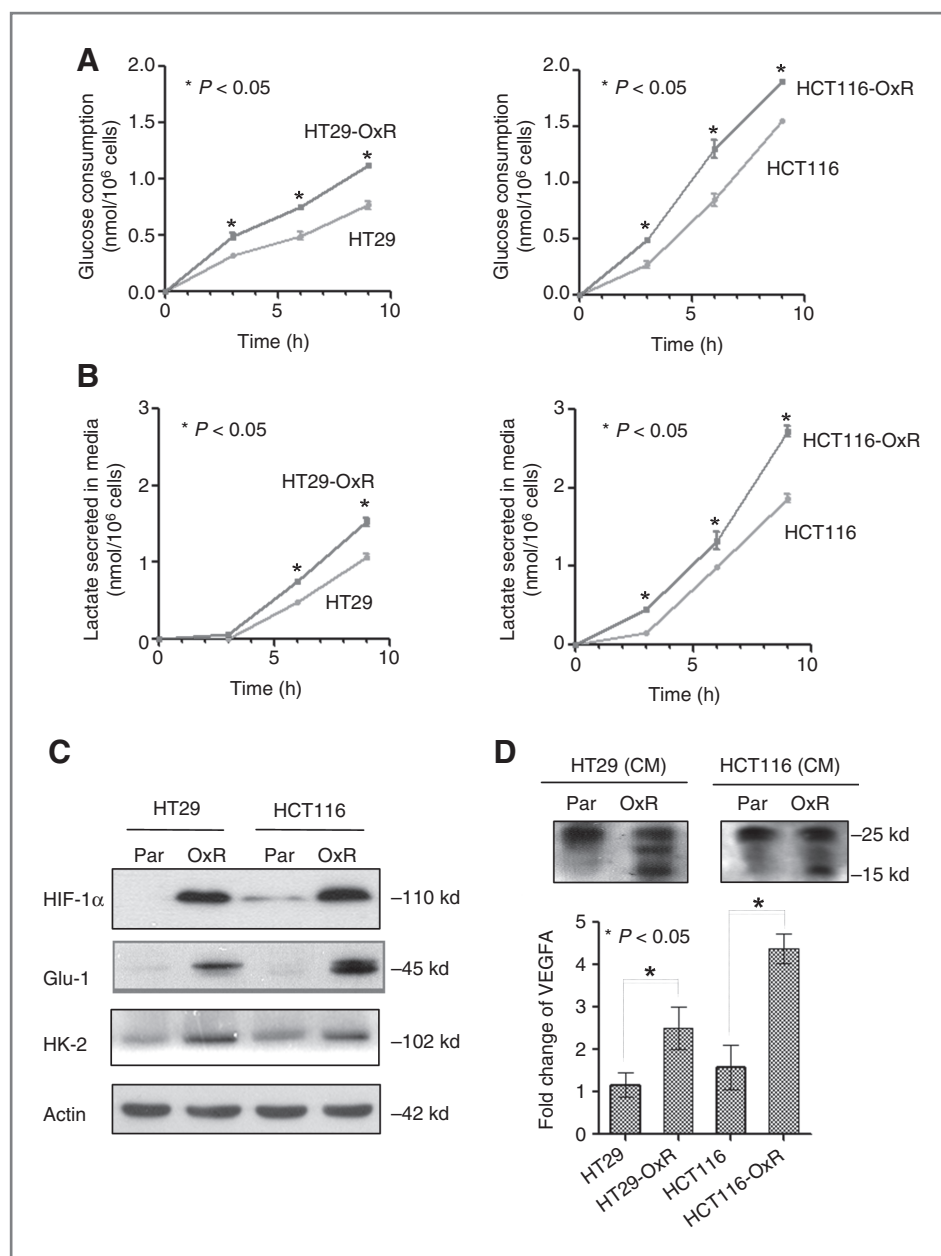 A
2.0
1.5
1.0
0.5
0.0
Glucose consumption
(nmol/10⁶ cells)
* P < 0.05
HT29-OxR
*
*
*
HT29
0
5
10
Time (h)
2.0
1.5
1.0
0.5
0.0
Glucose consumption
(nmol/10⁶ cells)
* P < 0.05
*
HCT116-OxR
*
HCT116
*
0
5
10
Time (h)
B
3
2
1
0
Lactate secreted in media
(nmol/10⁶ cells)
* P < 0.05
HT29-OxR
*
*
HT29
0
5
10
Time (h)
3
2
1
0
Lactate secreted in media
(nmol/10⁶ cells)
* P < 0.05
*
HCT116-OxR
*
HCT116
*
0
5
10
Time (h)
C
HT29
HCT116
Par
OxR
Par
OxR
HIF-1α
–110 kd
Glu-1
–45 kd
HK-2
–102 kd
Actin
–42 kd
D
HT29 (CM)
HCT116 (CM)
Par
OxR
Par
OxR
–25 kd
–15 kd
5
4
3
2
1
0
Fold change of VEGFA
* P < 0.05
*
*
HT29
HT29-OxR
HCT116
HCT116-OxR